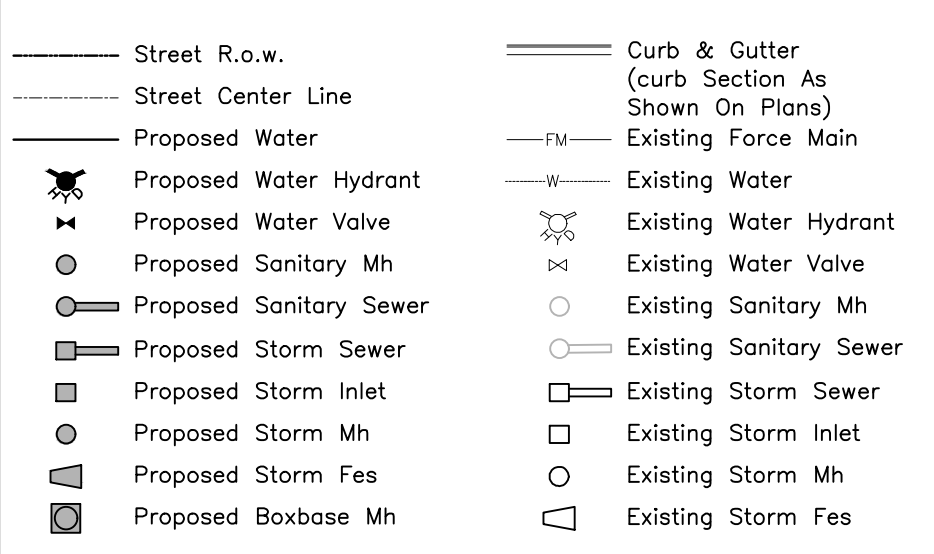 Street R.o.w.
Street Center Line
Proposed Water
HYD
Proposed Water Hydrant
Proposed Water Valve
Proposed Sanitary Mh
Proposed Sanitary Sewer
Proposed Storm Sewer
Proposed Storm Inlet
Proposed Storm Mh
Proposed Storm Fes
Proposed Boxbase Mh
Curb & Gutter
(curb Section As
Shown On Plans)
FM Existing Force Main
W Existing Water
HYD
Existing Water Hydrant
Existing Water Valve
Existing Sanitary Mh
Existing Sanitary Sewer
Existing Storm Sewer
Existing Storm Inlet
Existing Storm Mh
Existing Storm Fes